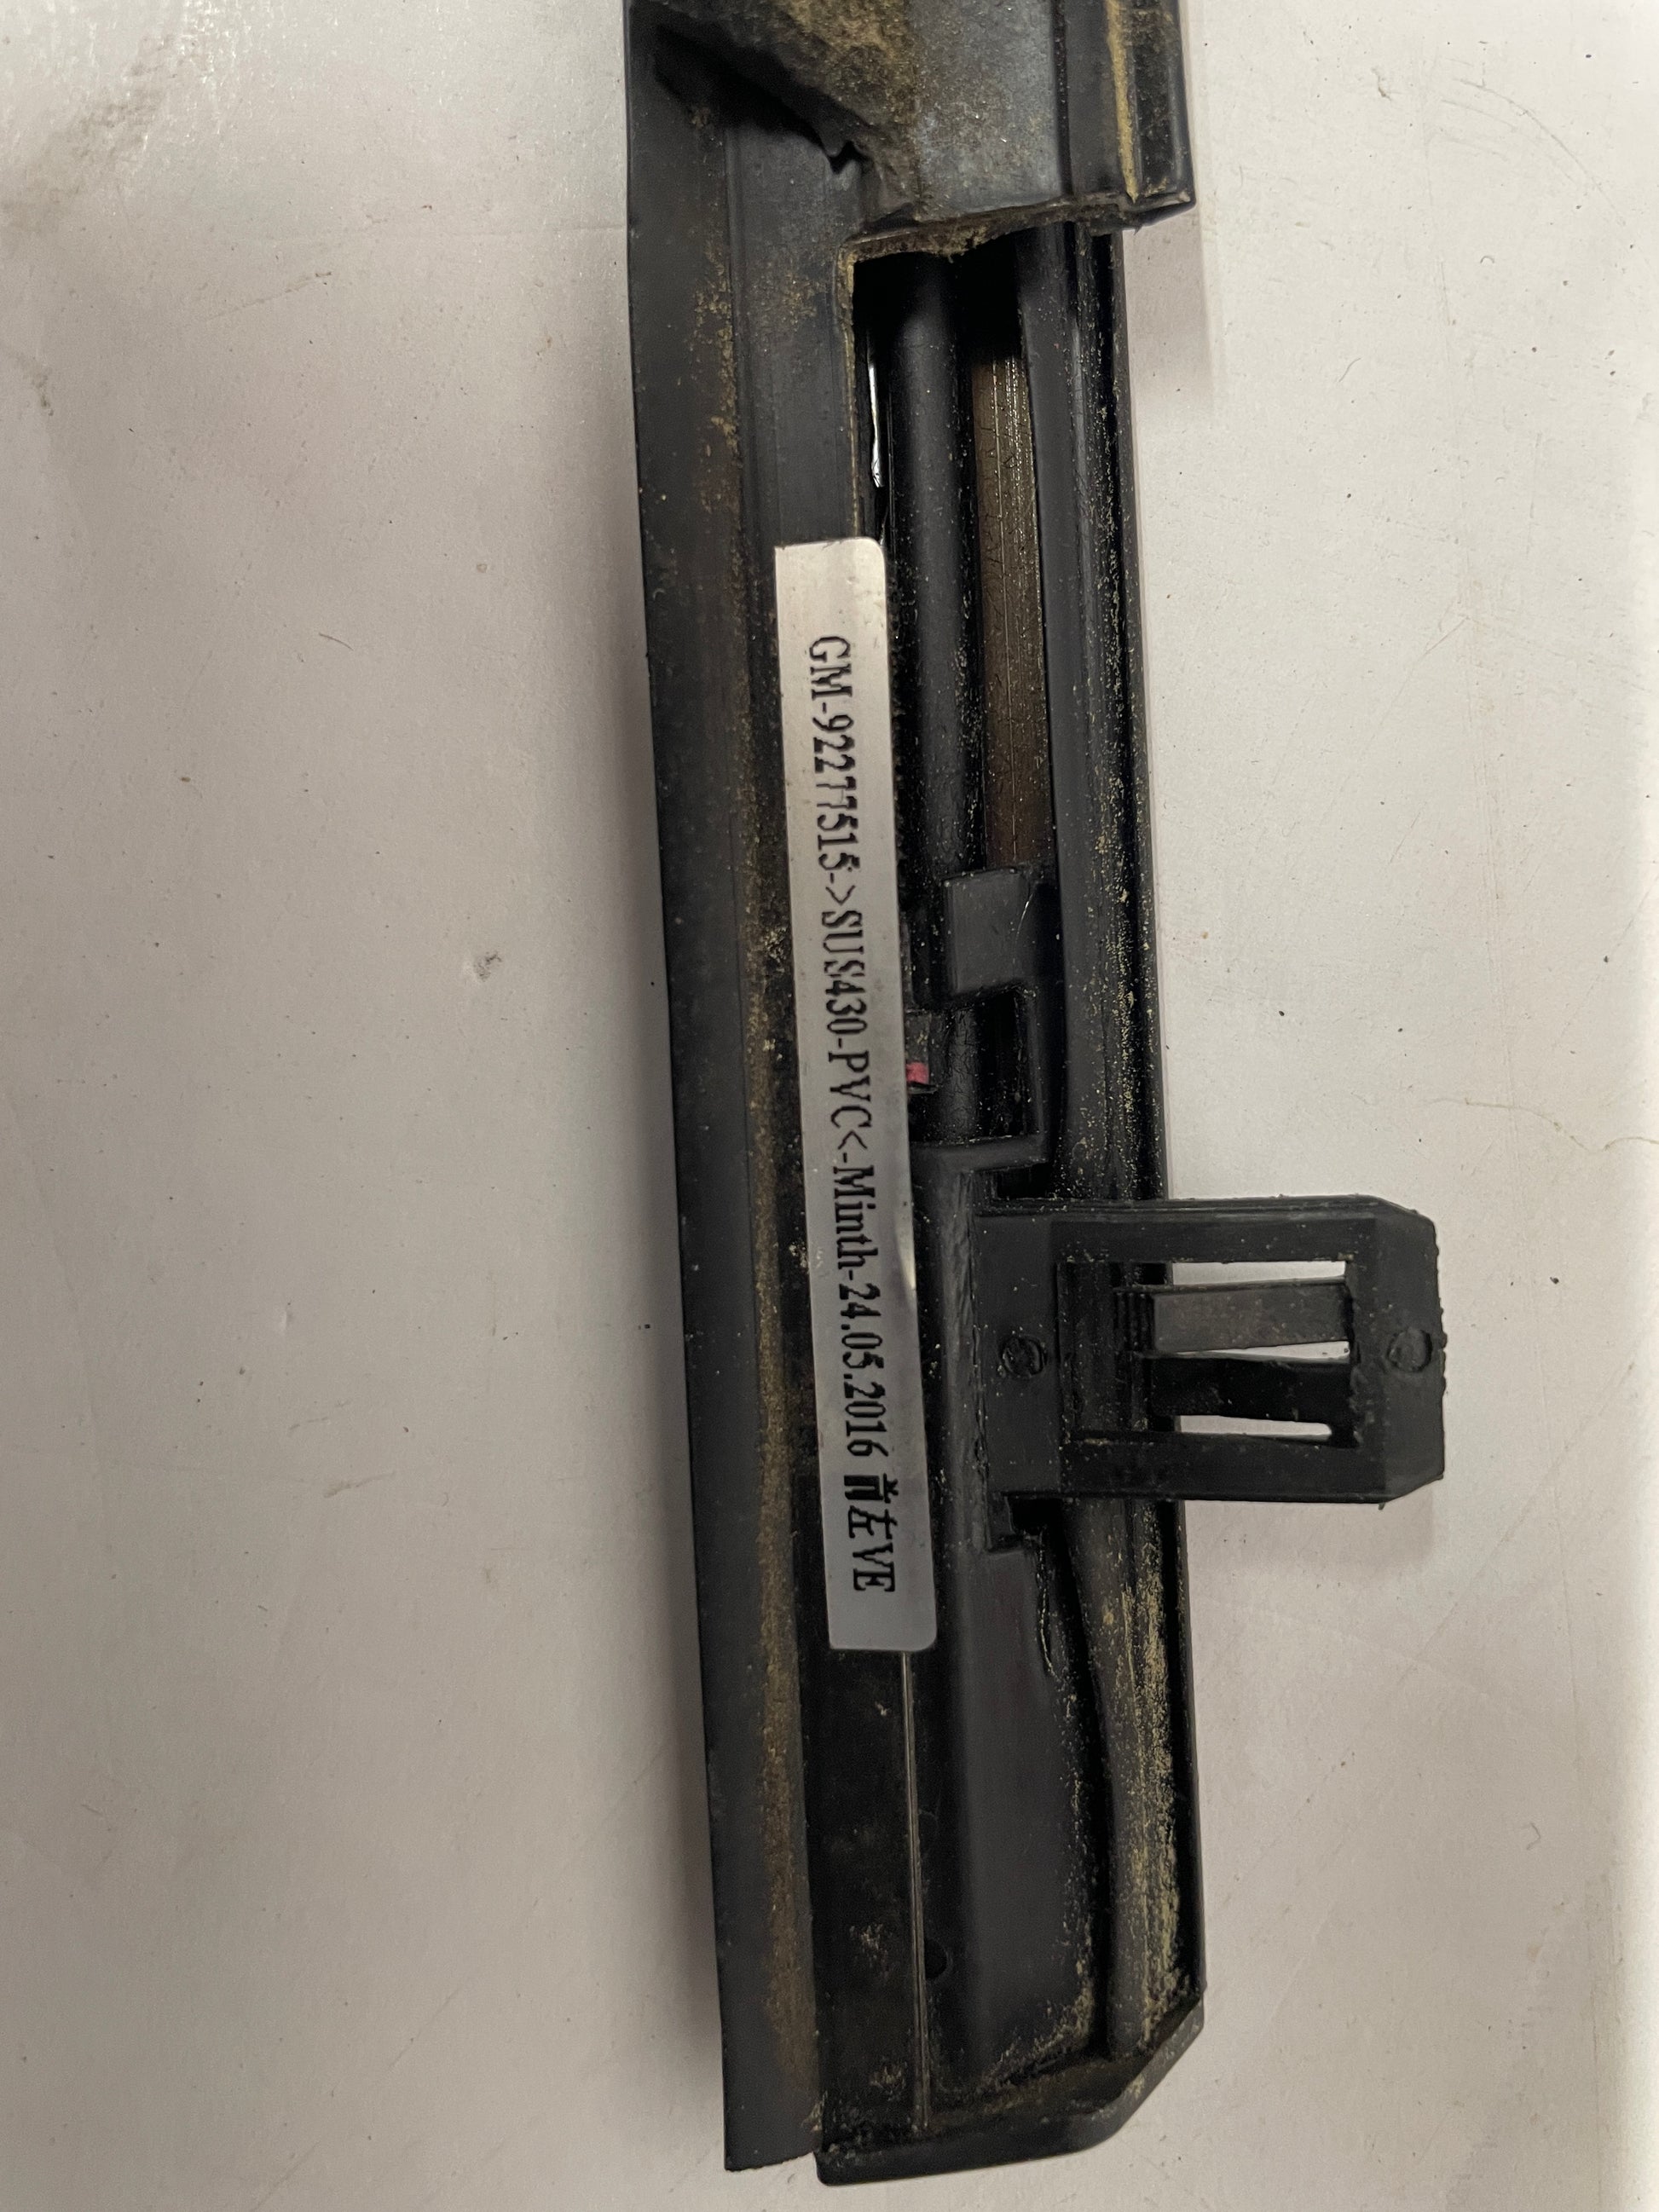 GM-92277515->SUS430-PVC<-Minth-24.05.2016 前左VE